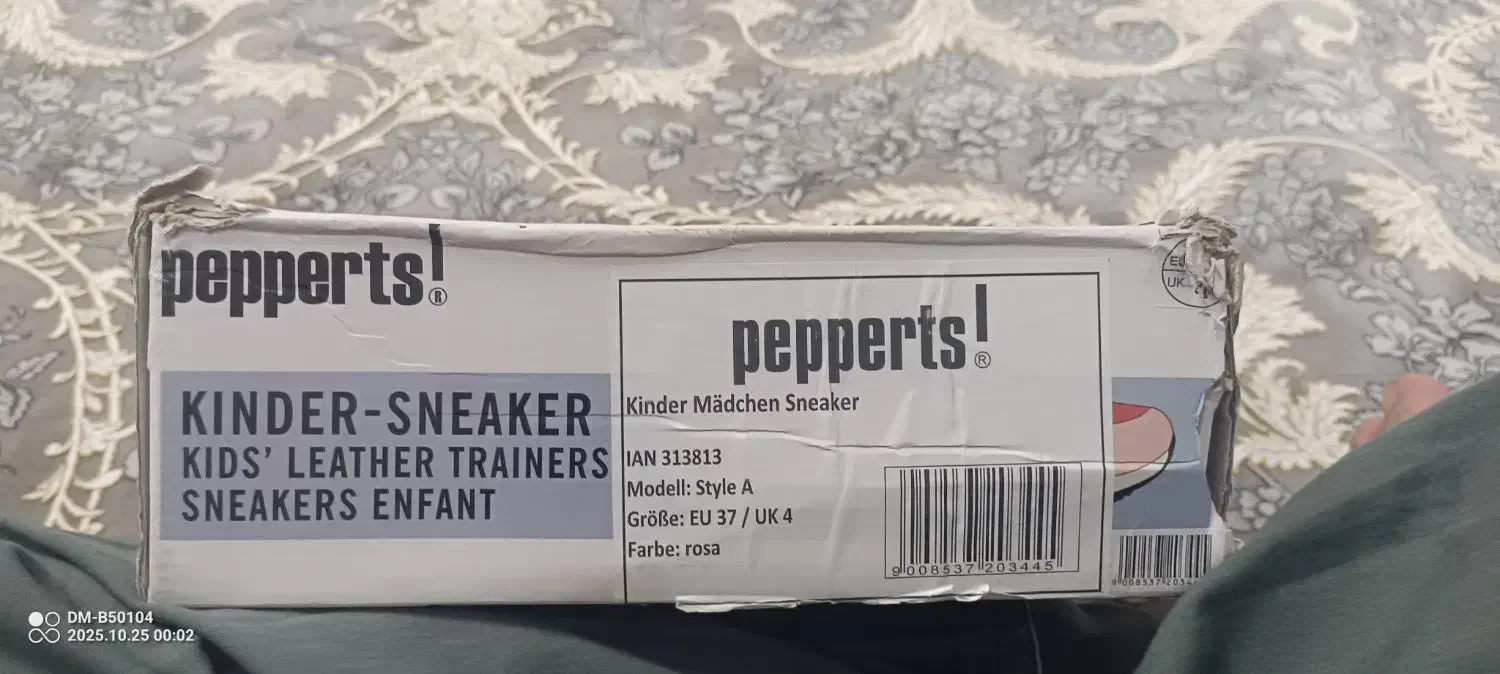 pepperts!®
KINDER-SNEAKER
KIDS' LEATHER TRAINERS
SNEAKERS ENFANT
pepperts!®
Kinder Mädchen Sneaker
IAN 313813
Modell: Style A
Größe: EU 37 / UK 4
Farbe: rosa
9 008537 203445
UK
DM-B50104
2025.10.25 00:02